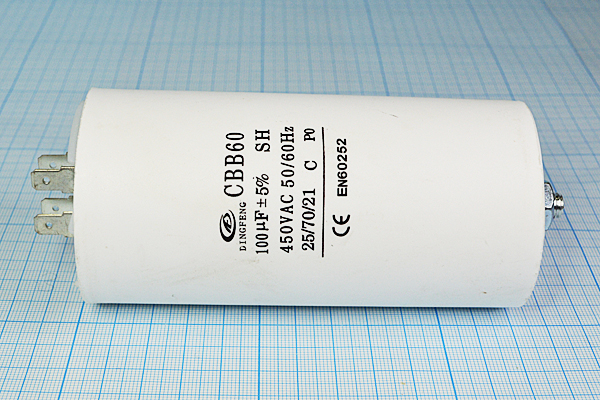 DINGFENG CBB60
100μF±5% SH
450VAC 50/60Hz
25/70/21 C P0
CE EN60252